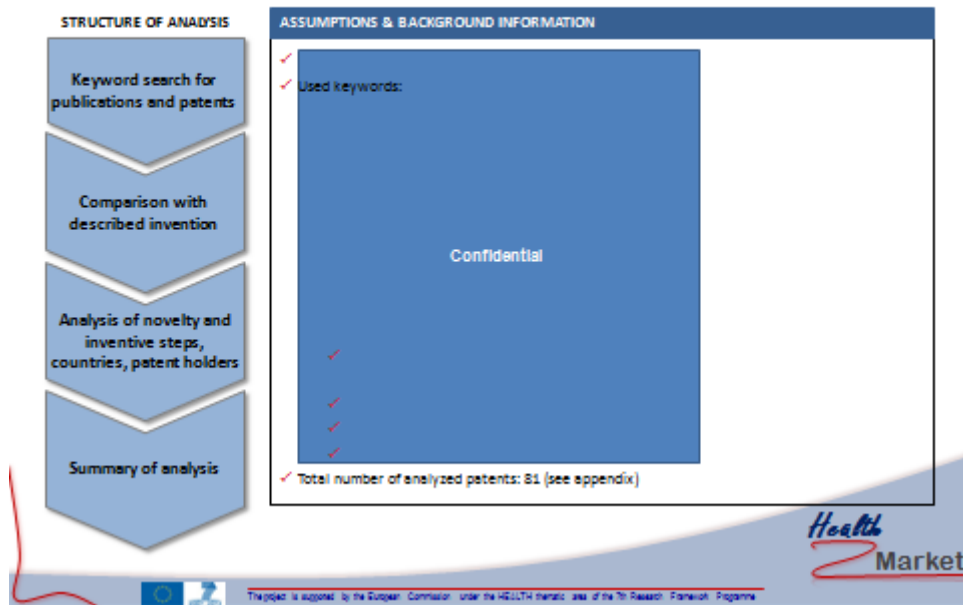 STRUCTURE OF ANALYSIS
Keyword search for
publications and patents
Comparison with
described invention
Analysis of novelty and
inventive steps,
countries, patent holders
Summary of analysis
ASSUMPTIONS & BACKGROUND INFORMATION
✓
✓ Used keywords:
Confidential
✓
✓
✓
✓
✓ Total number of analyzed patents: 81 (see appendix)
Health
2
Market
The project is supported by the European Commission under the HEALTH thematic area of the 7th Research Framework Programme